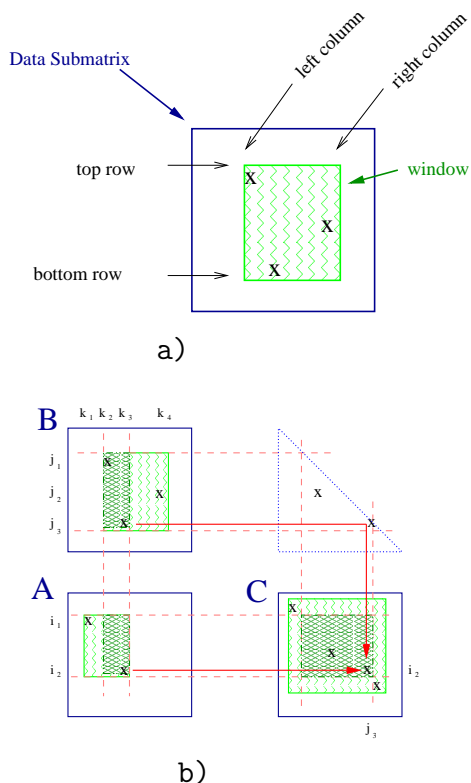 left column
right column
Data Submatrix
top row
window
x
x
x
bottom row
a)
k 1 k 2 k 3 k 4
B
j 1
x
j 2
x
x
j 3
x
x
A
C
i 1
x
x
x
i 2
x
x
x
i 2
j 3
b)